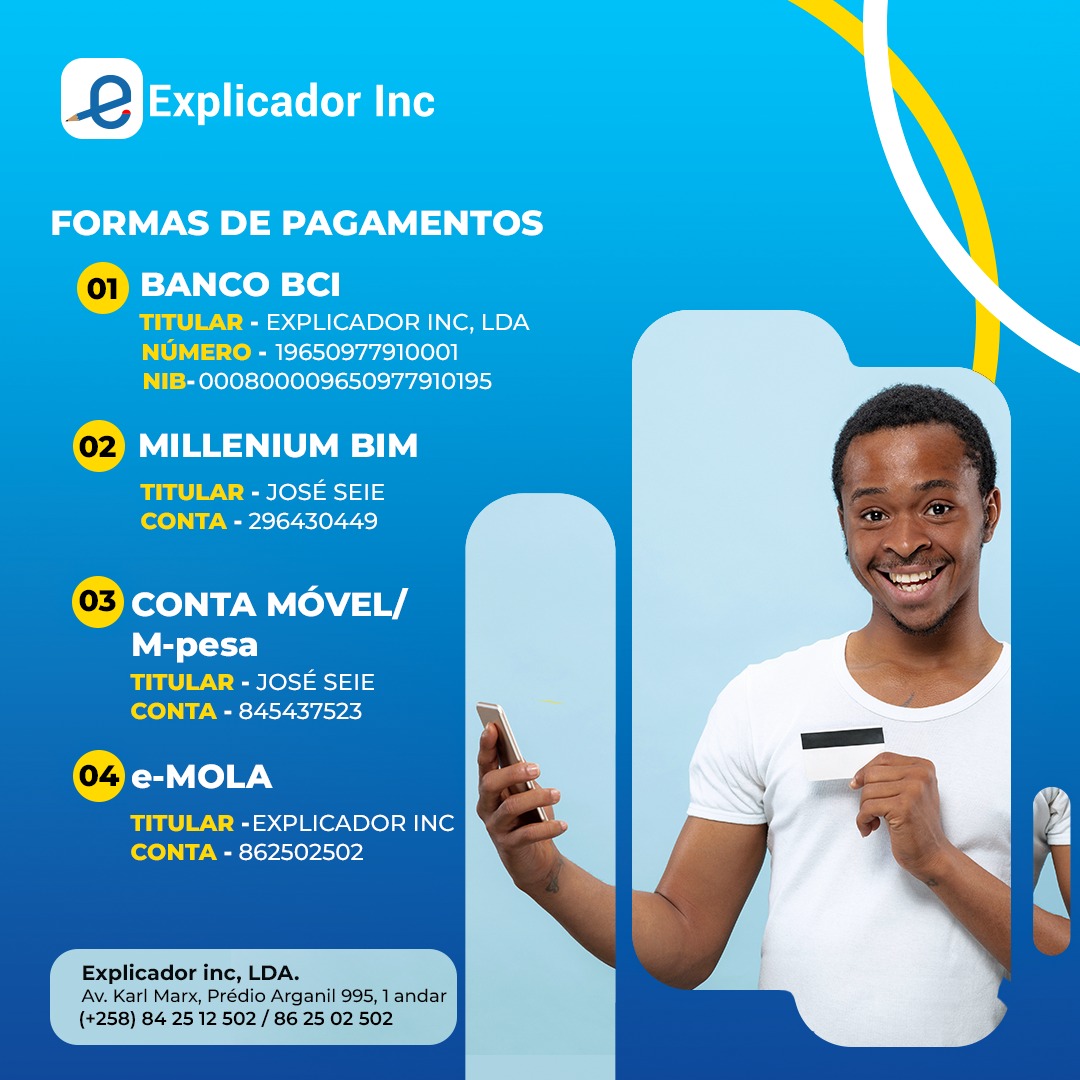 Explicador Inc
FORMAS DE PAGAMENTOS
01 BANCO BCI
TITULAR - EXPLICADOR INC, LDA
NÚMERO - 19650977910001
NIB- 000800009650977910195
02 MILLENIUM BIM
TITULAR - JOSÉ SEIE
CONTA - 296430449
03 CONTA MÓVEL/
M-pesa
TITULAR - JOSÉ SEIE
CONTA - 845437523
04 e-MOLA
TITULAR -EXPLICADOR INC
CONTA - 862502502
Explicador inc, LDA.
Av. Karl Marx, Prédio Arganil 995, 1 andar
(+258) 84 25 12 502 / 86 25 02 502